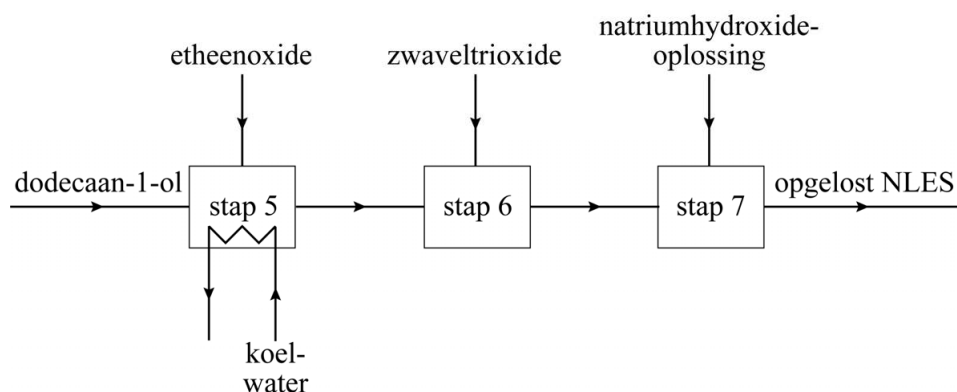 etheenoxide
zwaveltrioxide
natriumhydroxide-
oplossing
dodecaan-1-ol
stap 5
stap 6
stap 7
opgelost NLES
koel-
water